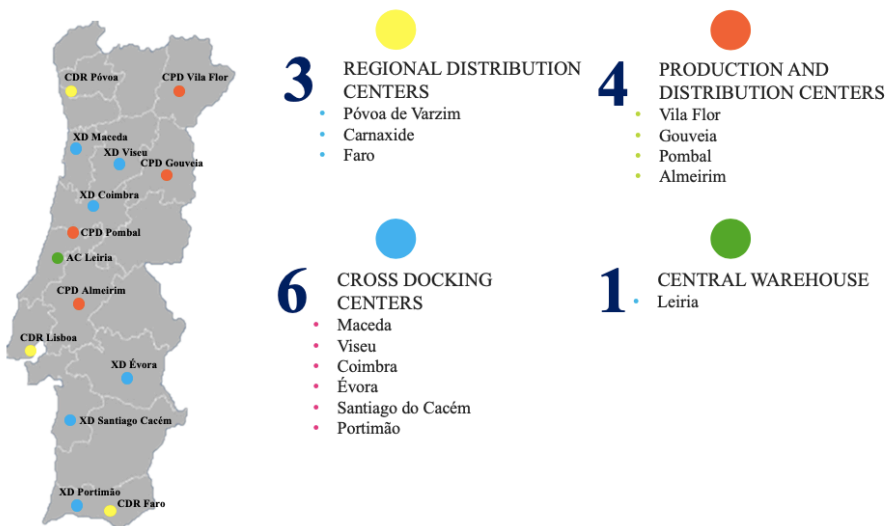 CDR Póvoa
CPD Vila Flor
XD Maceda
XD Viseu
CPD Gouveia
XD Coimbra
CPD Pombal
AC Leiria
CPD Almeirim
CDR Lisboa
XD Évora
XD Santiago Cacém
XD Portimão
CDR Faro
3
REGIONAL DISTRIBUTION
CENTERS
• Póvoa de Varzim
• Carnaxide
• Faro
4
PRODUCTION AND
DISTRIBUTION CENTERS
• Vila Flor
• Gouveia
• Pombal
• Almeirim
6
CROSS DOCKING
CENTERS
• Maceda
• Viseu
• Coimbra
• Évora
• Santiago do Cacém
• Portimão
1
CENTRAL WAREHOUSE
• Leiria